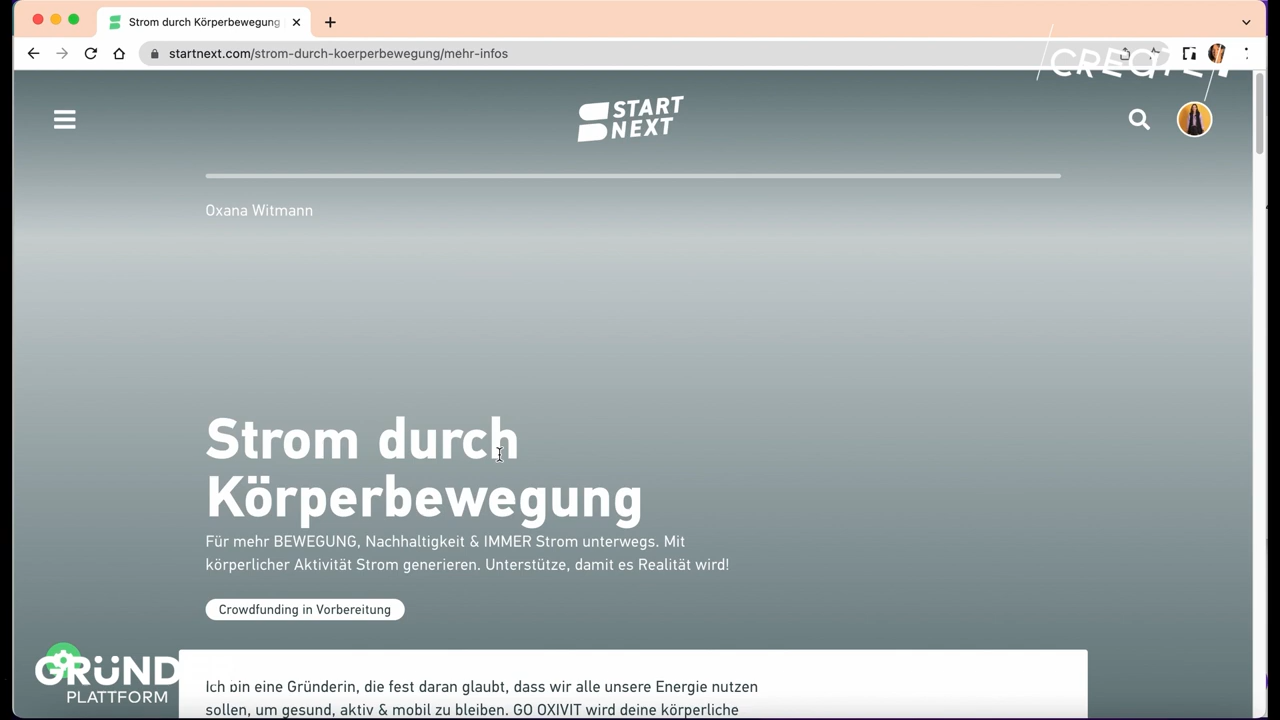 Strom durch Körperbewegung
startnext.com/strom-durch-koerperbewegung/mehr-infos
START
NEXT
Oxana Witmann
Strom durch
Körperbewegung
Für mehr BEWEGUNG, Nachhaltigkeit & IMMER Strom unterwegs. Mit
körperlicher Aktivität Strom generieren. Unterstütze, damit es Realität wird!
Crowdfunding in Vorbereitung
GRÜND
PLATTFORM
Ich bin eine Gründerin, die fest daran glaubt, dass wir alle unsere Energie nutzen
sollen, um gesund, aktiv & mobil zu bleiben. GO OXIVIT wird deine körperliche